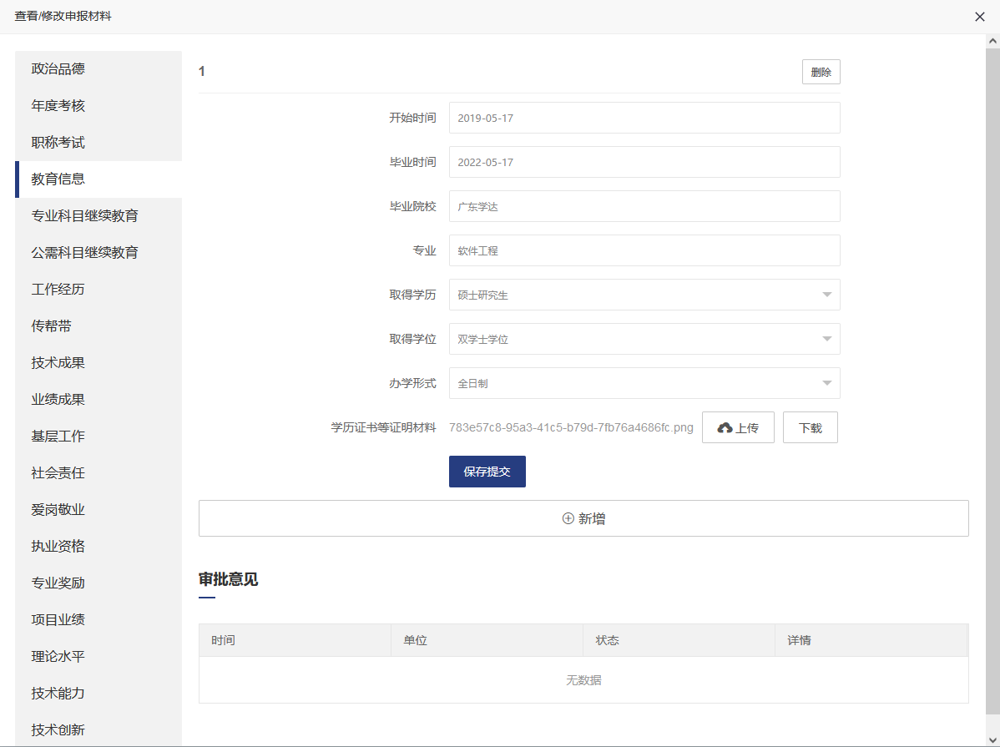 查看/修改申报材料
政治品德
年度考核
职称考试
教育信息
专业科目继续教育
公需科目继续教育
工作经历
传帮带
技术成果
业绩成果
基层工作
社会责任
爱岗敬业
执业资格
专业奖励
项目业绩
理论水平
技术能力
技术创新
1 删除
开始时间 2019-05-17
毕业时间 2022-05-17
毕业院校 广东学达
专业 软件工程
取得学历 硕士研究生
取得学位 双学士学位
办学形式 全日制
学历证书等证明材料 783e57c8-95a3-41c5-b79d-7fb76a4686fc.png 上传 下载
保存提交
新增
审批意见
时间 单位 状态 详情
无数据